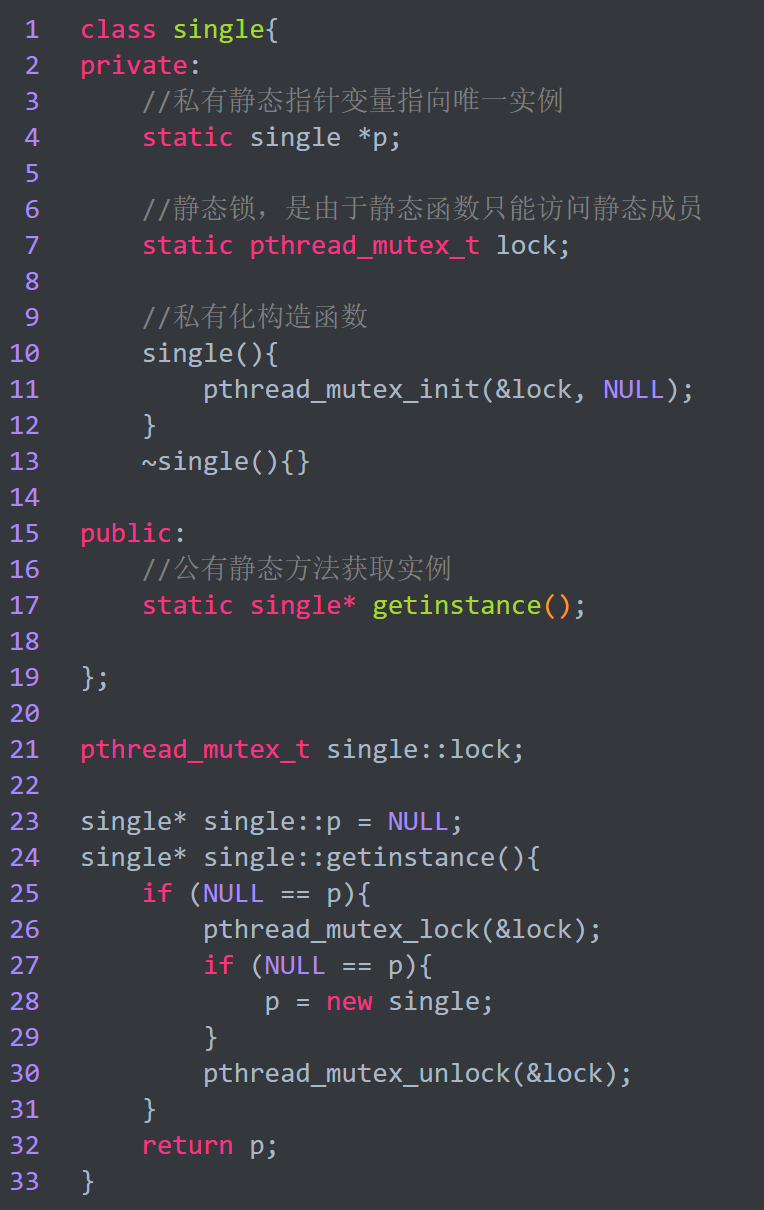 1 class single{
2 private:
3     //私有静态指针变量指向唯一实例
4     static single *p;
5
6     //静态锁，是由于静态函数只能访问静态成员
7     static pthread_mutex_t lock;
8
9     //私有化构造函数
10     single(){
11         pthread_mutex_init(&lock, NULL);
12     }
13     ~single(){}
14
15 public:
16     //公有静态方法获取实例
17     static single* getinstance();
18
19 };
20
21 pthread_mutex_t single::lock;
22
23 single* single::p = NULL;
24 single* single::getinstance(){
25     if (NULL == p){
26         pthread_mutex_lock(&lock);
27         if (NULL == p){
28             p = new single;
29         }
30         pthread_mutex_unlock(&lock);
31     }
32     return p;
33 }